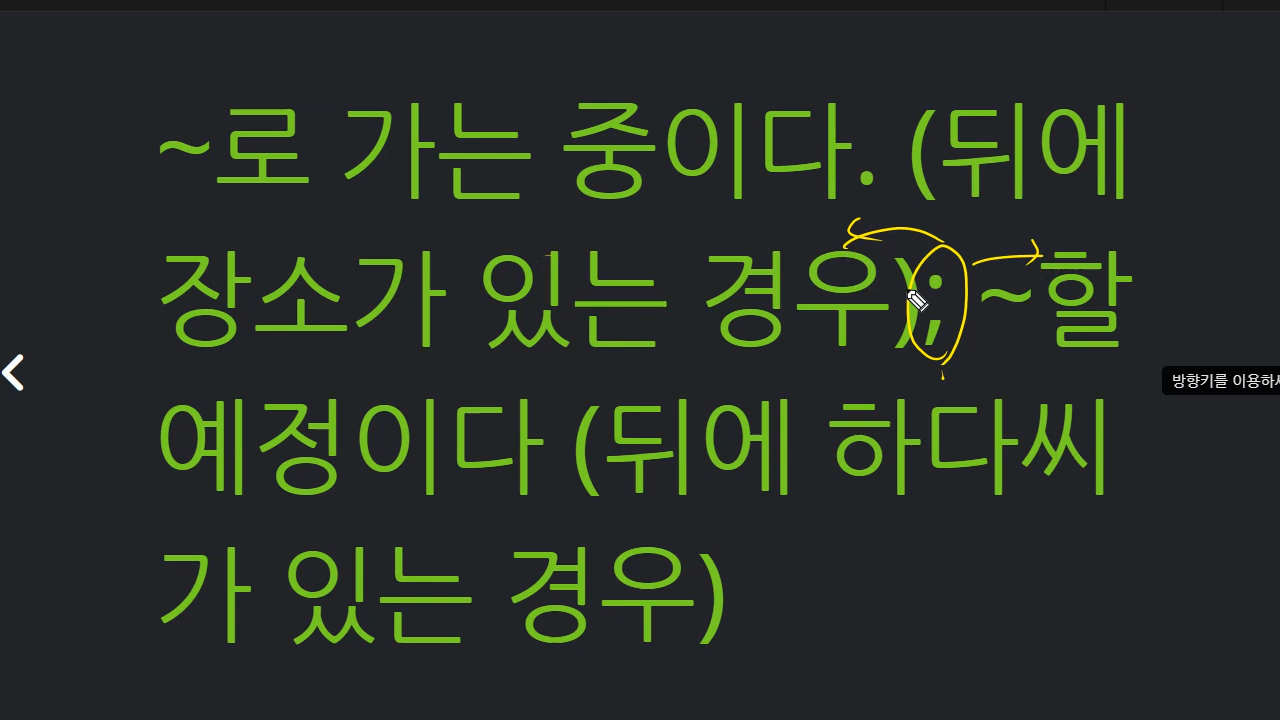 ~로 가는 중이다. (뒤에
장소가 있는 경우); ~할
예정이다 (뒤에 하다씨
가 있는 경우)
방향키를 이용하